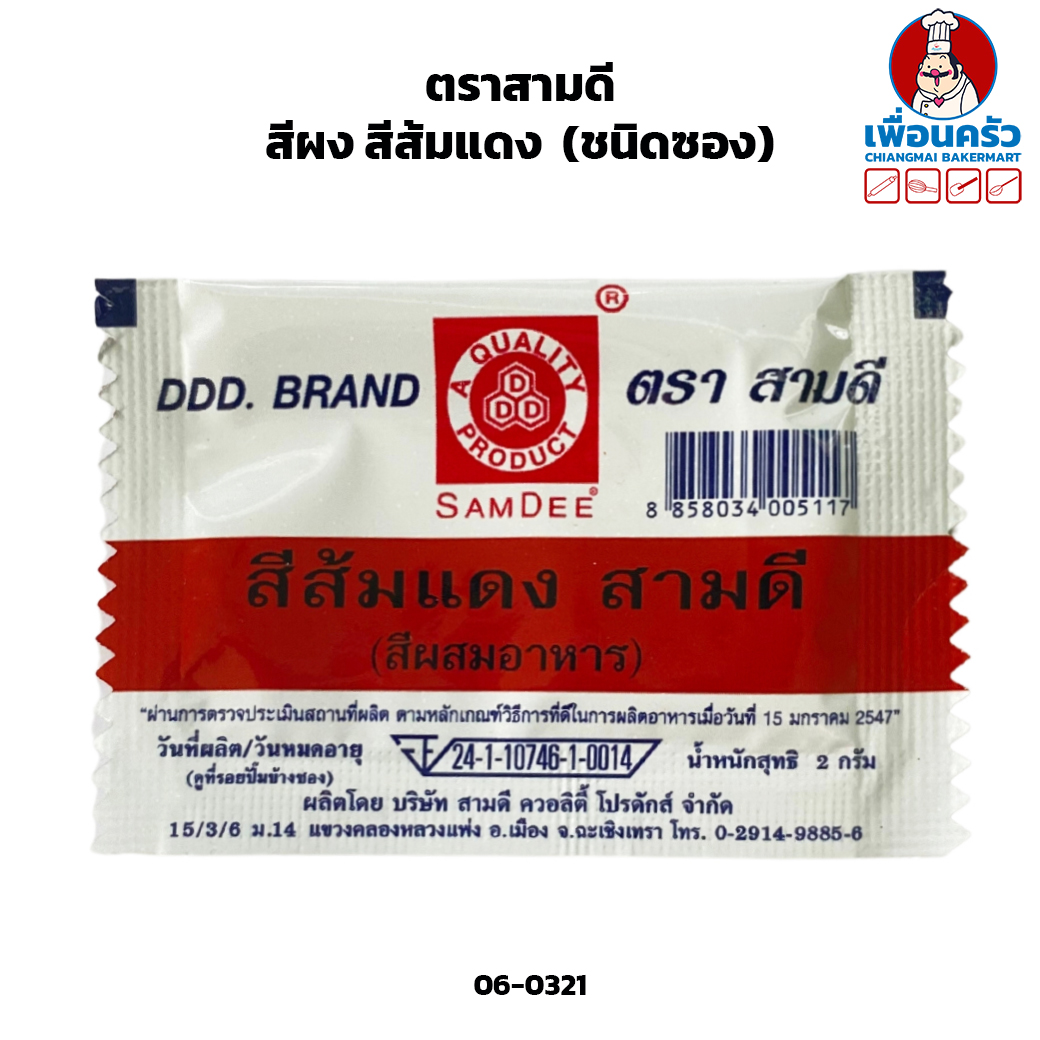 ตราสามดี
สีผง สีส้มแดง (ชนิดซอง)
เพื่อนครัว
CHIANGMAI BAKERMART
®
DDD. BRAND
A QUALITY PRODUCT
D
D D
SAMDEE®
ตรา สามดี
8 858034 005117
สีส้มแดง สามดี
(สีผสมอาหาร)
"ผ่านการตรวจประเมินสถานที่ผลิต ตามหลักเกณฑ์วิธีการที่ดีในการผลิตอาหารเมื่อวันที่ 15 มกราคม 2547"
วันที่ผลิต/วันหมดอายุ
(ดูที่รอยปั๊มข้างซอง)
24-1-10746-1-0014
น้ำหนักสุทธิ 2 กรัม
ผลิตโดย บริษัท สามดี ควอลิตี้ โปรดักส์ จำกัด
15/3/6 ม.14 แขวงคลองหลวงแพ่ง อ.เมือง จ.ฉะเชิงเทรา โทร. 0-2914-9885-6
06-0321